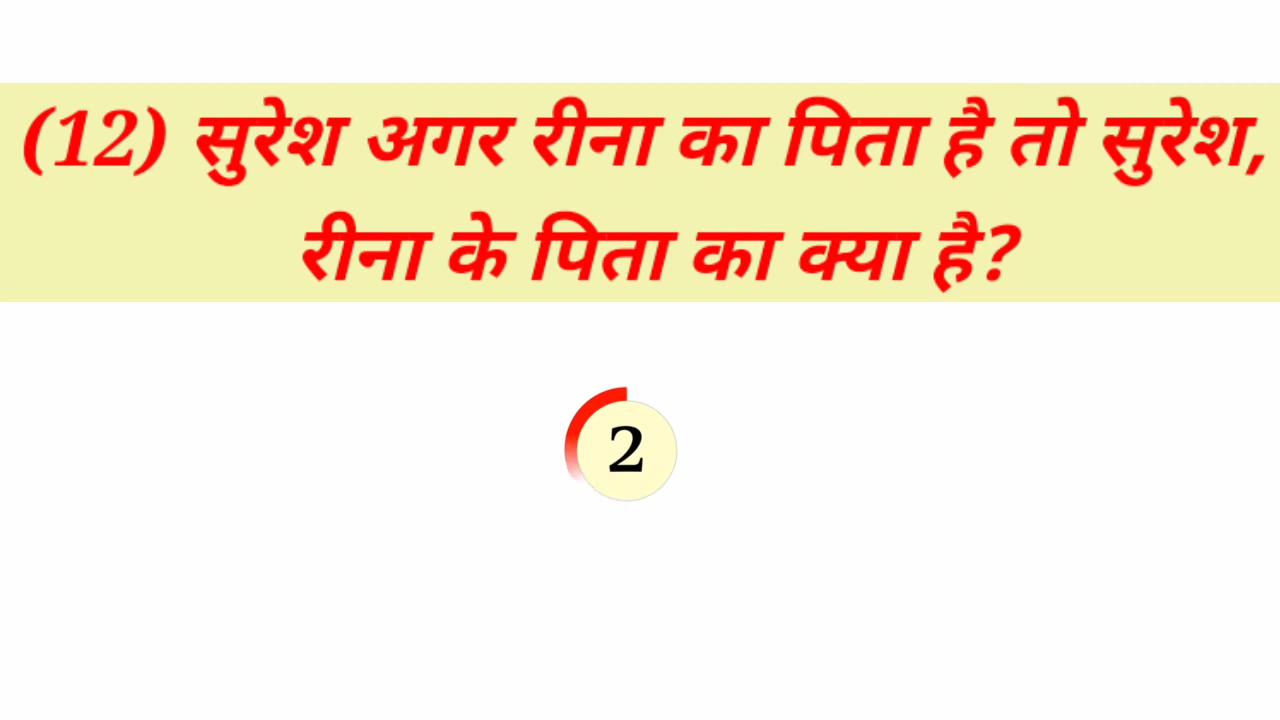 (12) सुरेश अगर रीना का पिता है तो सुरेश,
रीना के पिता का क्या है?
2